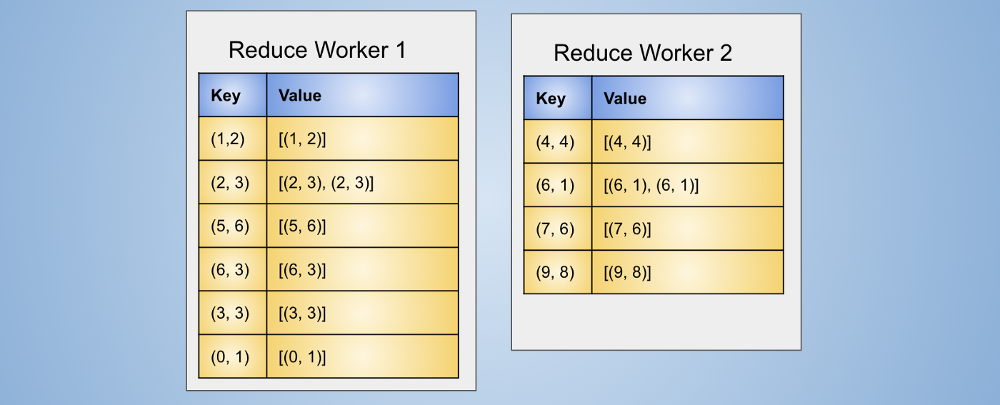 Reduce Worker 1
Key Value
(1,2) [(1, 2)]
(2, 3) [(2, 3), (2, 3)]
(5, 6) [(5, 6)]
(6, 3) [(6, 3)]
(3, 3) [(3, 3)]
(0, 1) [(0, 1)]
Reduce Worker 2
Key Value
(4, 4) [(4, 4)]
(6, 1) [(6, 1), (6, 1)]
(7, 6) [(7, 6)]
(9, 8) [(9, 8)]